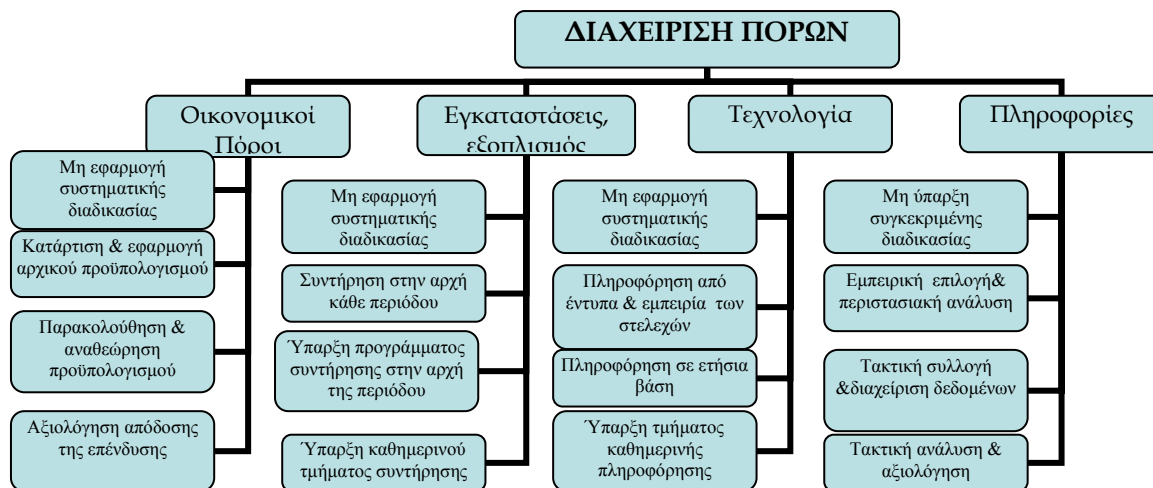 ΔΙΑΧΕΙΡΙΣΗ ΠΟΡΩΝ
Οικονομικοί
Πόροι
Μη εφαρμογή
συστηματικής
διαδικασίας
Κατάρτιση & εφαρμογή
αρχικού προϋπολογισμού
Παρακολούθηση &
αναθεώρηση
προϋπολογισμού
Αξιολόγηση απόδοσης
της επένδυσης
Εγκαταστάσεις,
εξοπλισμός
Μη εφαρμογή
συστηματικής
διαδικασίας
Συντήρηση στην αρχή
κάθε περιόδου
Ύπαρξη προγράμματος
συντήρησης στην αρχή
της περιόδου
Ύπαρξη καθημερινού
τμήματος συντήρησης
Τεχνολογία
Μη εφαρμογή
συστηματικής
διαδικασίας
Πληροφόρηση από
έντυπα & εμπειρία των
στελεχών
Πληροφόρηση σε ετήσια
βάση
Ύπαρξη τμήματος
καθημερινής
πληροφόρησης
Πληροφορίες
Μη ύπαρξη
συγκεκριμένης
διαδικασίας
Εμπειρική επιλογή&
περιστασιακή ανάλυση
Τακτική συλλογή
&διαχείριση δεδομένων
Τακτική ανάλυση &
αξιολόγηση